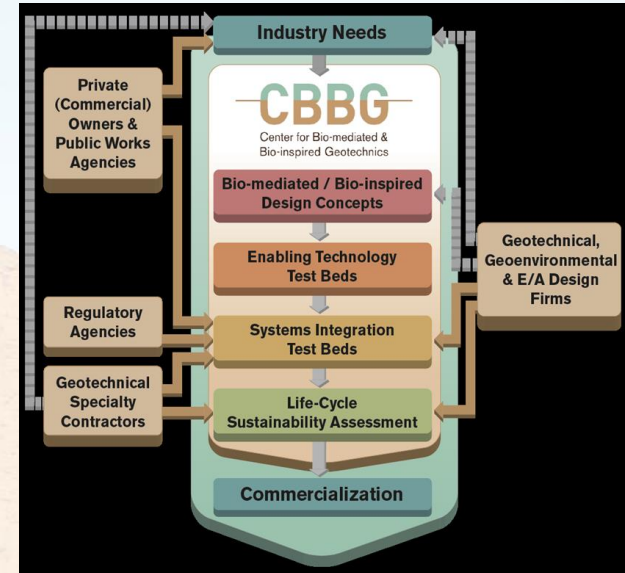 Industry Needs
CBBG
Center for Bio-mediated &
Bio-inspired Geotechnics
Private
(Commercial)
Owners &
Public Works
Agencies
Bio-mediated / Bio-inspired
Design Concepts
Enabling Technology
Test Beds
Geotechnical,
Geoenvironmental
& E/A Design
Firms
Regulatory
Agencies
Systems Integration
Test Beds
Geotechnical
Specialty
Contractors
Life-Cycle
Sustainability Assessment
Commercialization